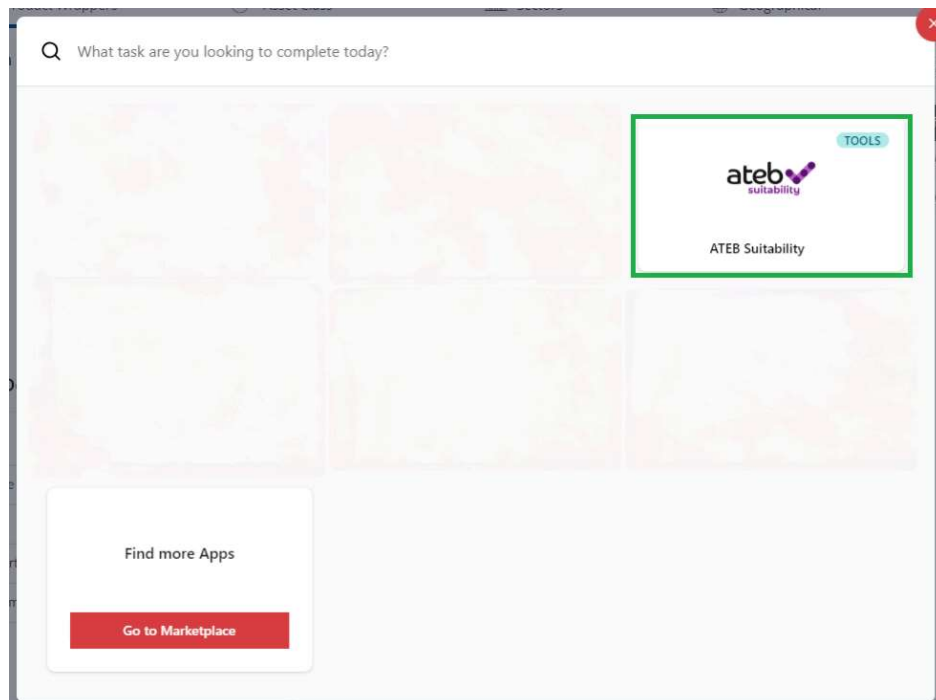 What task are you looking to complete today?
TOOLS
ateb
suitability
ATEB Suitability
Find more Apps
Go to Marketplace